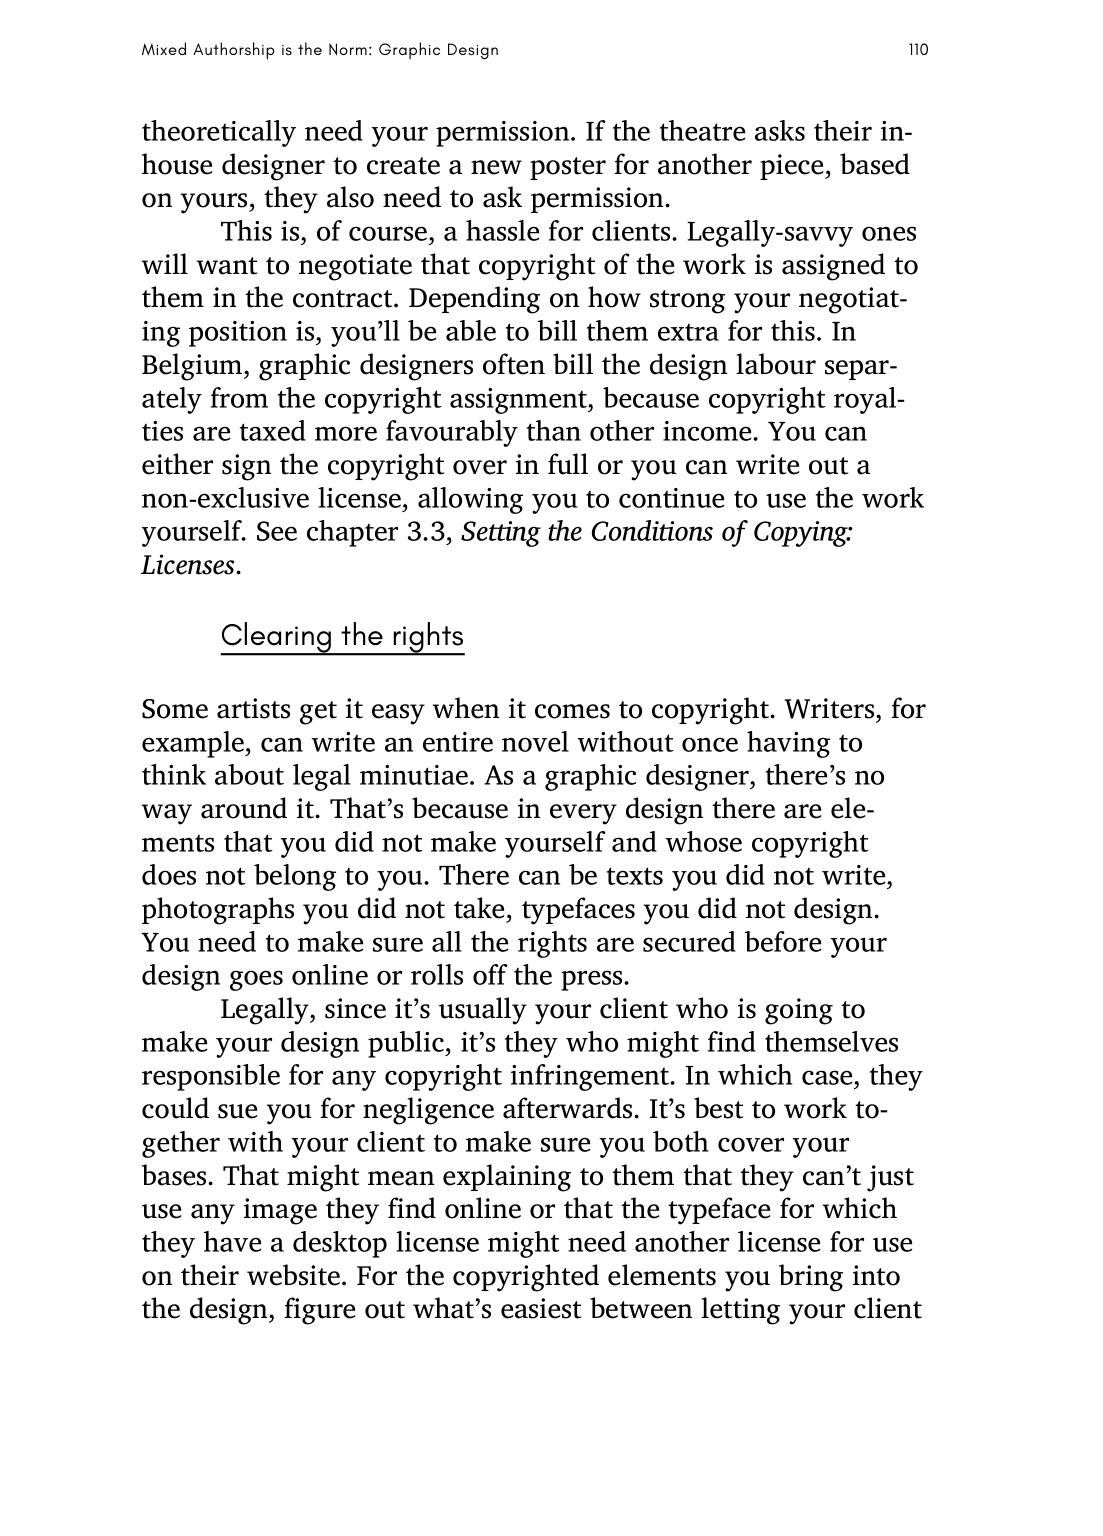 Mixed Authorship is the Norm: Graphic Design 110
theoretically need your permission. If the theatre asks their in-
house designer to create a new poster for another piece, based
on yours, they also need to ask permission.
This is, of course, a hassle for clients. Legally-savvy ones
will want to negotiate that copyright of the work is assigned to
them in the contract. Depending on how strong your negotiat-
ing position is, you’ll be able to bill them extra for this. In
Belgium, graphic designers often bill the design labour separ-
ately from the copyright assignment, because copyright royal-
ties are taxed more favourably than other income. You can
either sign the copyright over in full or you can write out a
non-exclusive license, allowing you to continue to use the work
yourself. See chapter 3.3, Setting the Conditions of Copying:
Licenses.
Clearing the rights
Some artists get it easy when it comes to copyright. Writers, for
example, can write an entire novel without once having to
think about legal minutiae. As a graphic designer, there’s no
way around it. That’s because in every design there are ele-
ments that you did not make yourself and whose copyright
does not belong to you. There can be texts you did not write,
photographs you did not take, typefaces you did not design.
You need to make sure all the rights are secured before your
design goes online or rolls off the press.
Legally, since it’s usually your client who is going to
make your design public, it’s they who might find themselves
responsible for any copyright infringement. In which case, they
could sue you for negligence afterwards. It’s best to work to-
gether with your client to make sure you both cover your
bases. That might mean explaining to them that they can’t just
use any image they find online or that the typeface for which
they have a desktop license might need another license for use
on their website. For the copyrighted elements you bring into
the design, figure out what’s easiest between letting your client